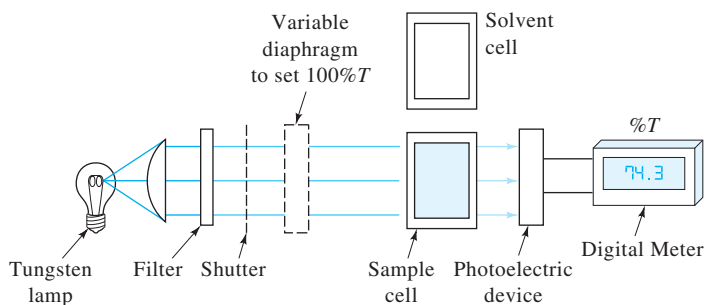 Variable
diaphragm
to set 100%T
Solvent
cell
%T
74.3
Tungsten
lamp
Filter
Shutter
Sample
cell
Photoelectric
device
Digital Meter